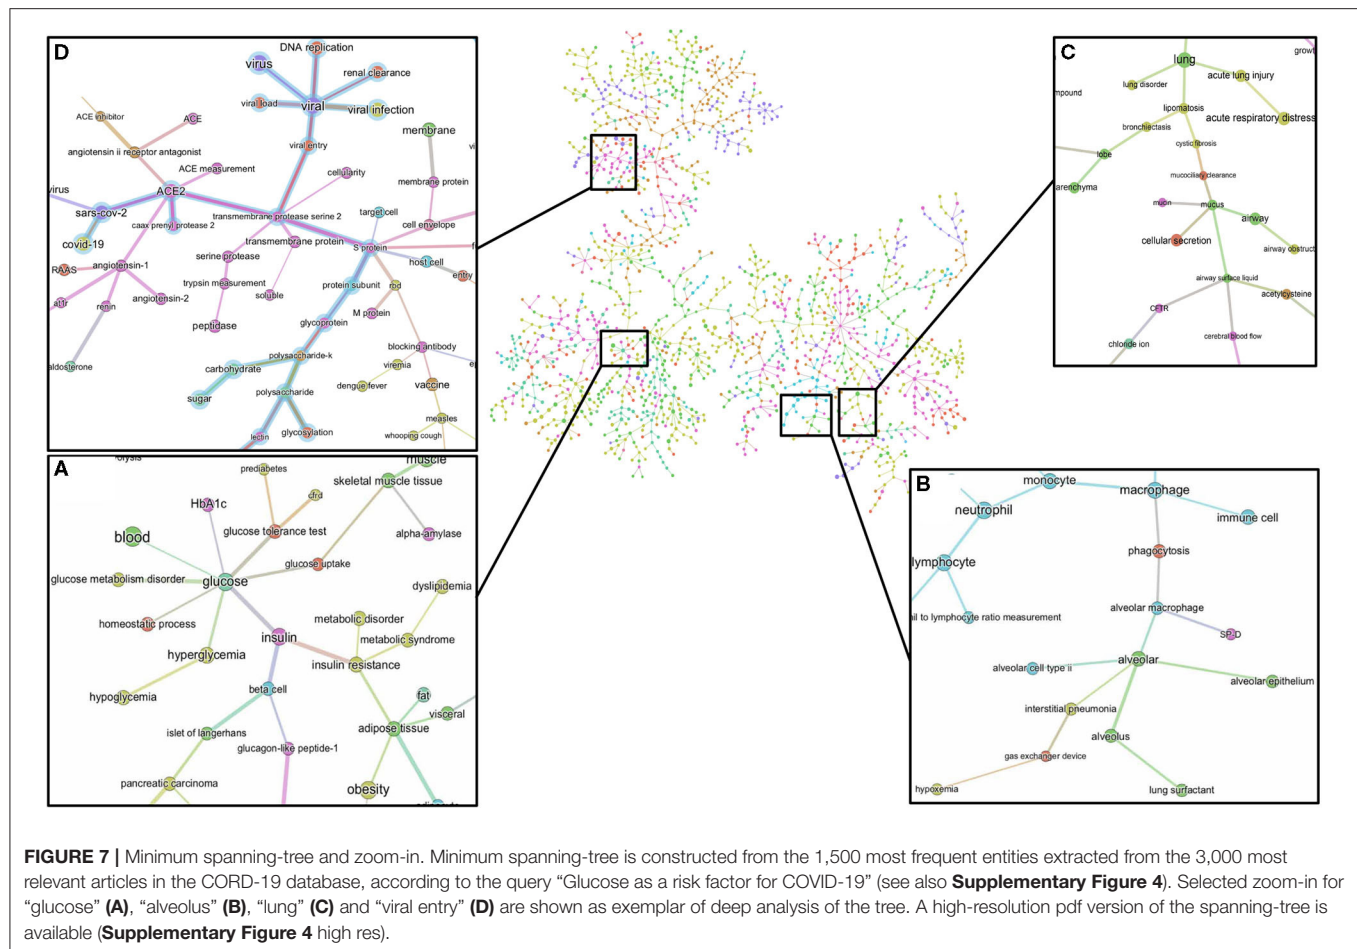 D
DNA replication
virus
renal clearance
viral load
viral
viral infection
ACE inhibitor
ACE
membrane
angiotensin ii receptor antagonist
viral entry
vi
ACE measurement
cellularity
virus
ACE2
membrane protein
sars-cov-2
transmembrane protease serine 2
target cell
caax prenyl protease 2
cell envelope
covid-19
transmembrane protein
S protein
f
serine protease
host cell
RAAS
angiotensin-1
entry
trypsin measurement
protein subunit
rbd
at1r
renin
angiotensin-2
soluble
M protein
peptidase
glycoprotein
blocking antibody
polysaccharide-k
viremia
ep
aldosterone
carbohydrate
dengue fever
vaccine
sugar
polysaccharide
measles
lectin
glycosylation
whooping cough
C
growt
lung
lung disorder
acute lung injury
mpound
lipomatosis
acute respiratory distress
bronchiectasis
cystic fibrosis
lobe
mucociliary clearance
arenchyma
mucin
mucus
airway
cellular secretion
airway obstruct
airway surface liquid
acetylcysteine
CFTR
cerebral blood flow
chloride ion
A
olysis
muscle
prediabetes
skeletal muscle tissue
cfrd
HbA1c
glucose tolerance test
alpha-amylase
blood
glucose uptake
glucose metabolism disorder
glucose
dyslipidemia
homeostatic process
metabolic disorder
insulin
metabolic syndrome
hyperglycemia
insulin resistance
beta cell
hypoglycemia
fat
visceral
islet of langerhans
adipose tissue
glucagon-like peptide-1
pancreatic carcinoma
obesity
B
monocyte
macrophage
neutrophil
immune cell
phagocytosis
lymphocyte
alveolar macrophage
il to lymphocyte ratio measurement
SP-D
alveolar
alveolar cell type ii
alveolar epithelium
interstitial pneumonia
alveolus
gas exchanger device
hypoxemia
lung surfactant
FIGURE 7 | Minimum spanning-tree and zoom-in. Minimum spanning-tree is constructed from the 1,500 most frequent entities extracted from the 3,000 most
relevant articles in the CORD-19 database, according to the query “Glucose as a risk factor for COVID-19” (see also Supplementary Figure 4). Selected zoom-in for
“glucose” (A), “alveolus” (B), “lung” (C) and “viral entry” (D) are shown as exemplar of deep analysis of the tree. A high-resolution pdf version of the spanning-tree is
available (Supplementary Figure 4 high res).